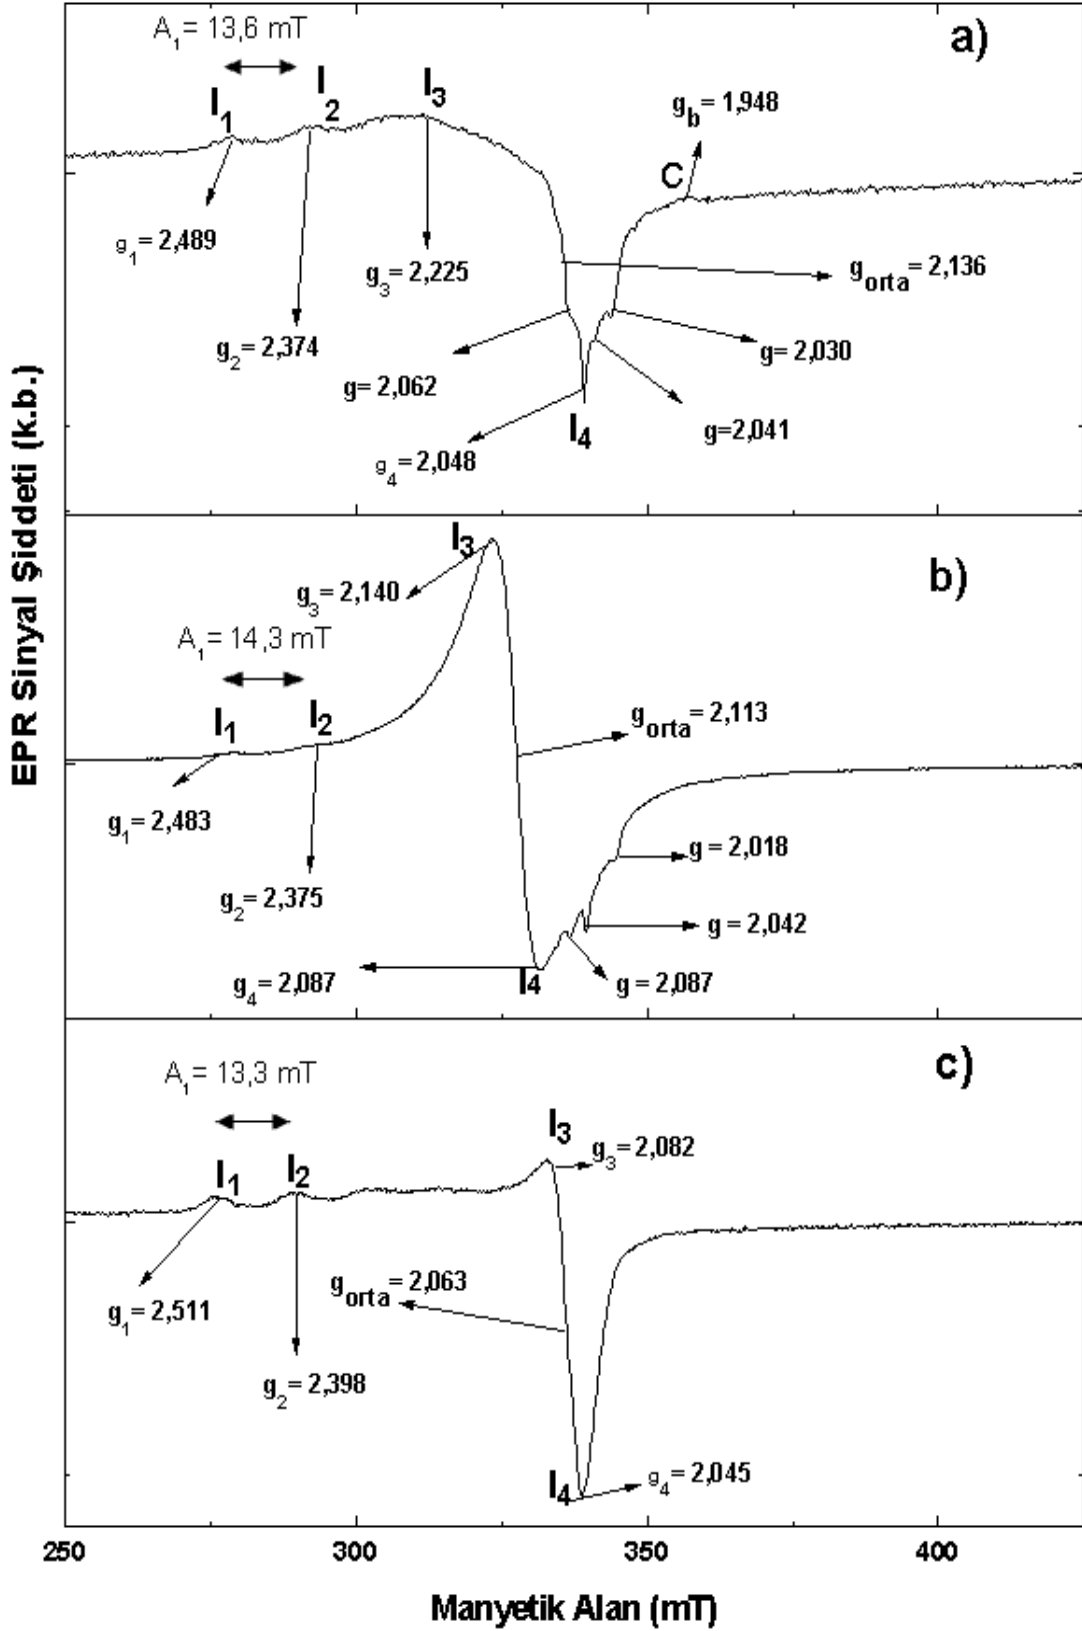 A₁ = 13,6 mT
a)
I₁
I₂
I₃
g_b = 1,948
C
g₁ = 2,489
g₃ = 2,225
g_orta = 2,136
g₂ = 2,374
g= 2,030
g= 2,062
I₄
g=2,041
g₄ = 2,048
EPR Sinyal Şiddeti (k.b.)
I₃
b)
g₃ = 2,140
A₁ = 14,3 mT
I₁
I₂
g_orta = 2,113
g₁ = 2,483
g = 2,018
g₂ = 2,375
g = 2,042
g₄ = 2,087
I4
g = 2,087
c)
A₁ = 13,3 mT
I₃
g₃ = 2,082
I₁
I₂
g_orta = 2,063
g₁ = 2,511
g₂ = 2,398
I₄
g₄ = 2,045
250 300 350 400
Manyetik Alan (mT)